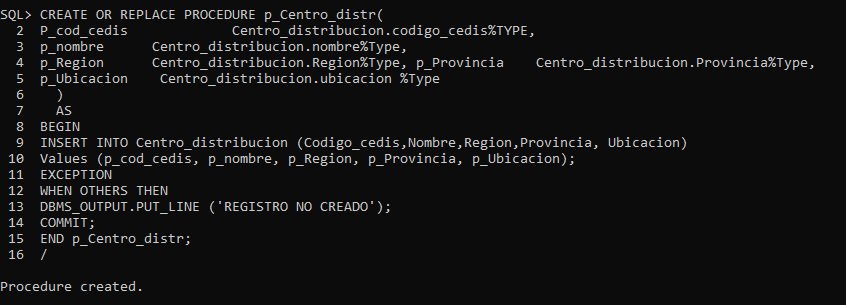 SQL> CREATE OR REPLACE PROCEDURE p_Centro_distr(
2 P_cod_cedis Centro_distribucion.codigo_cedis%TYPE,
3 p_nombre Centro_distribucion.nombre%Type,
4 p_Region Centro_distribucion.Region%Type, p_Provincia Centro_distribucion.Provincia%Type,
5 p_Ubicacion Centro_distribucion.ubicacion %Type
6 )
7 AS
8 BEGIN
9 INSERT INTO Centro_distribucion (Codigo_cedis,Nombre,Region,Provincia, Ubicacion)
10 Values (p_cod_cedis, p_nombre, p_Region, p_Provincia, p_Ubicacion);
11 EXCEPTION
12 WHEN OTHERS THEN
13 DBMS_OUTPUT.PUT_LINE ('REGISTRO NO CREADO');
14 COMMIT;
15 END p_Centro_distr;
16 /
Procedure created.